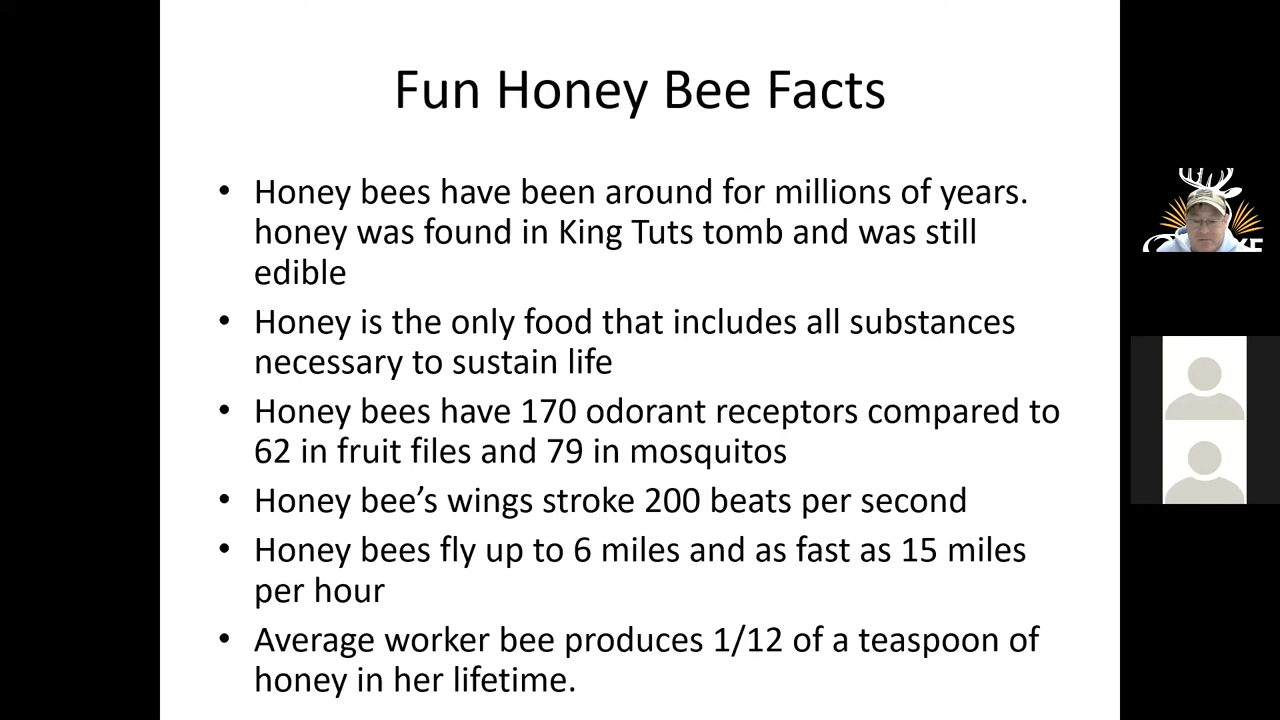 Fun Honey Bee Facts
• Honey bees have been around for millions of years.
honey was found in King Tuts tomb and was still
edible
• Honey is the only food that includes all substances
necessary to sustain life
• Honey bees have 170 odorant receptors compared to
62 in fruit files and 79 in mosquitos
• Honey bee’s wings stroke 200 beats per second
• Honey bees fly up to 6 miles and as fast as 15 miles
per hour
• Average worker bee produces 1/12 of a teaspoon of
honey in her lifetime.